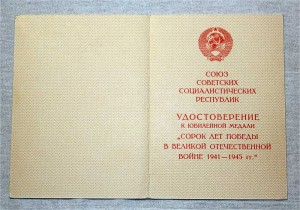 СОЮЗ
СОВЕТСКИХ
СОЦИАЛИСТИЧЕСКИХ
РЕСПУБЛИК
УДОСТОВЕРЕНИЕ
К ЮБИЛЕЙНОЙ МЕДАЛИ
„СОРОК ЛЕТ ПОБЕДЫ
В ВЕЛИКОЙ ОТЕЧЕСТВЕННОЙ
ВОЙНЕ 1941—1945 гг.“